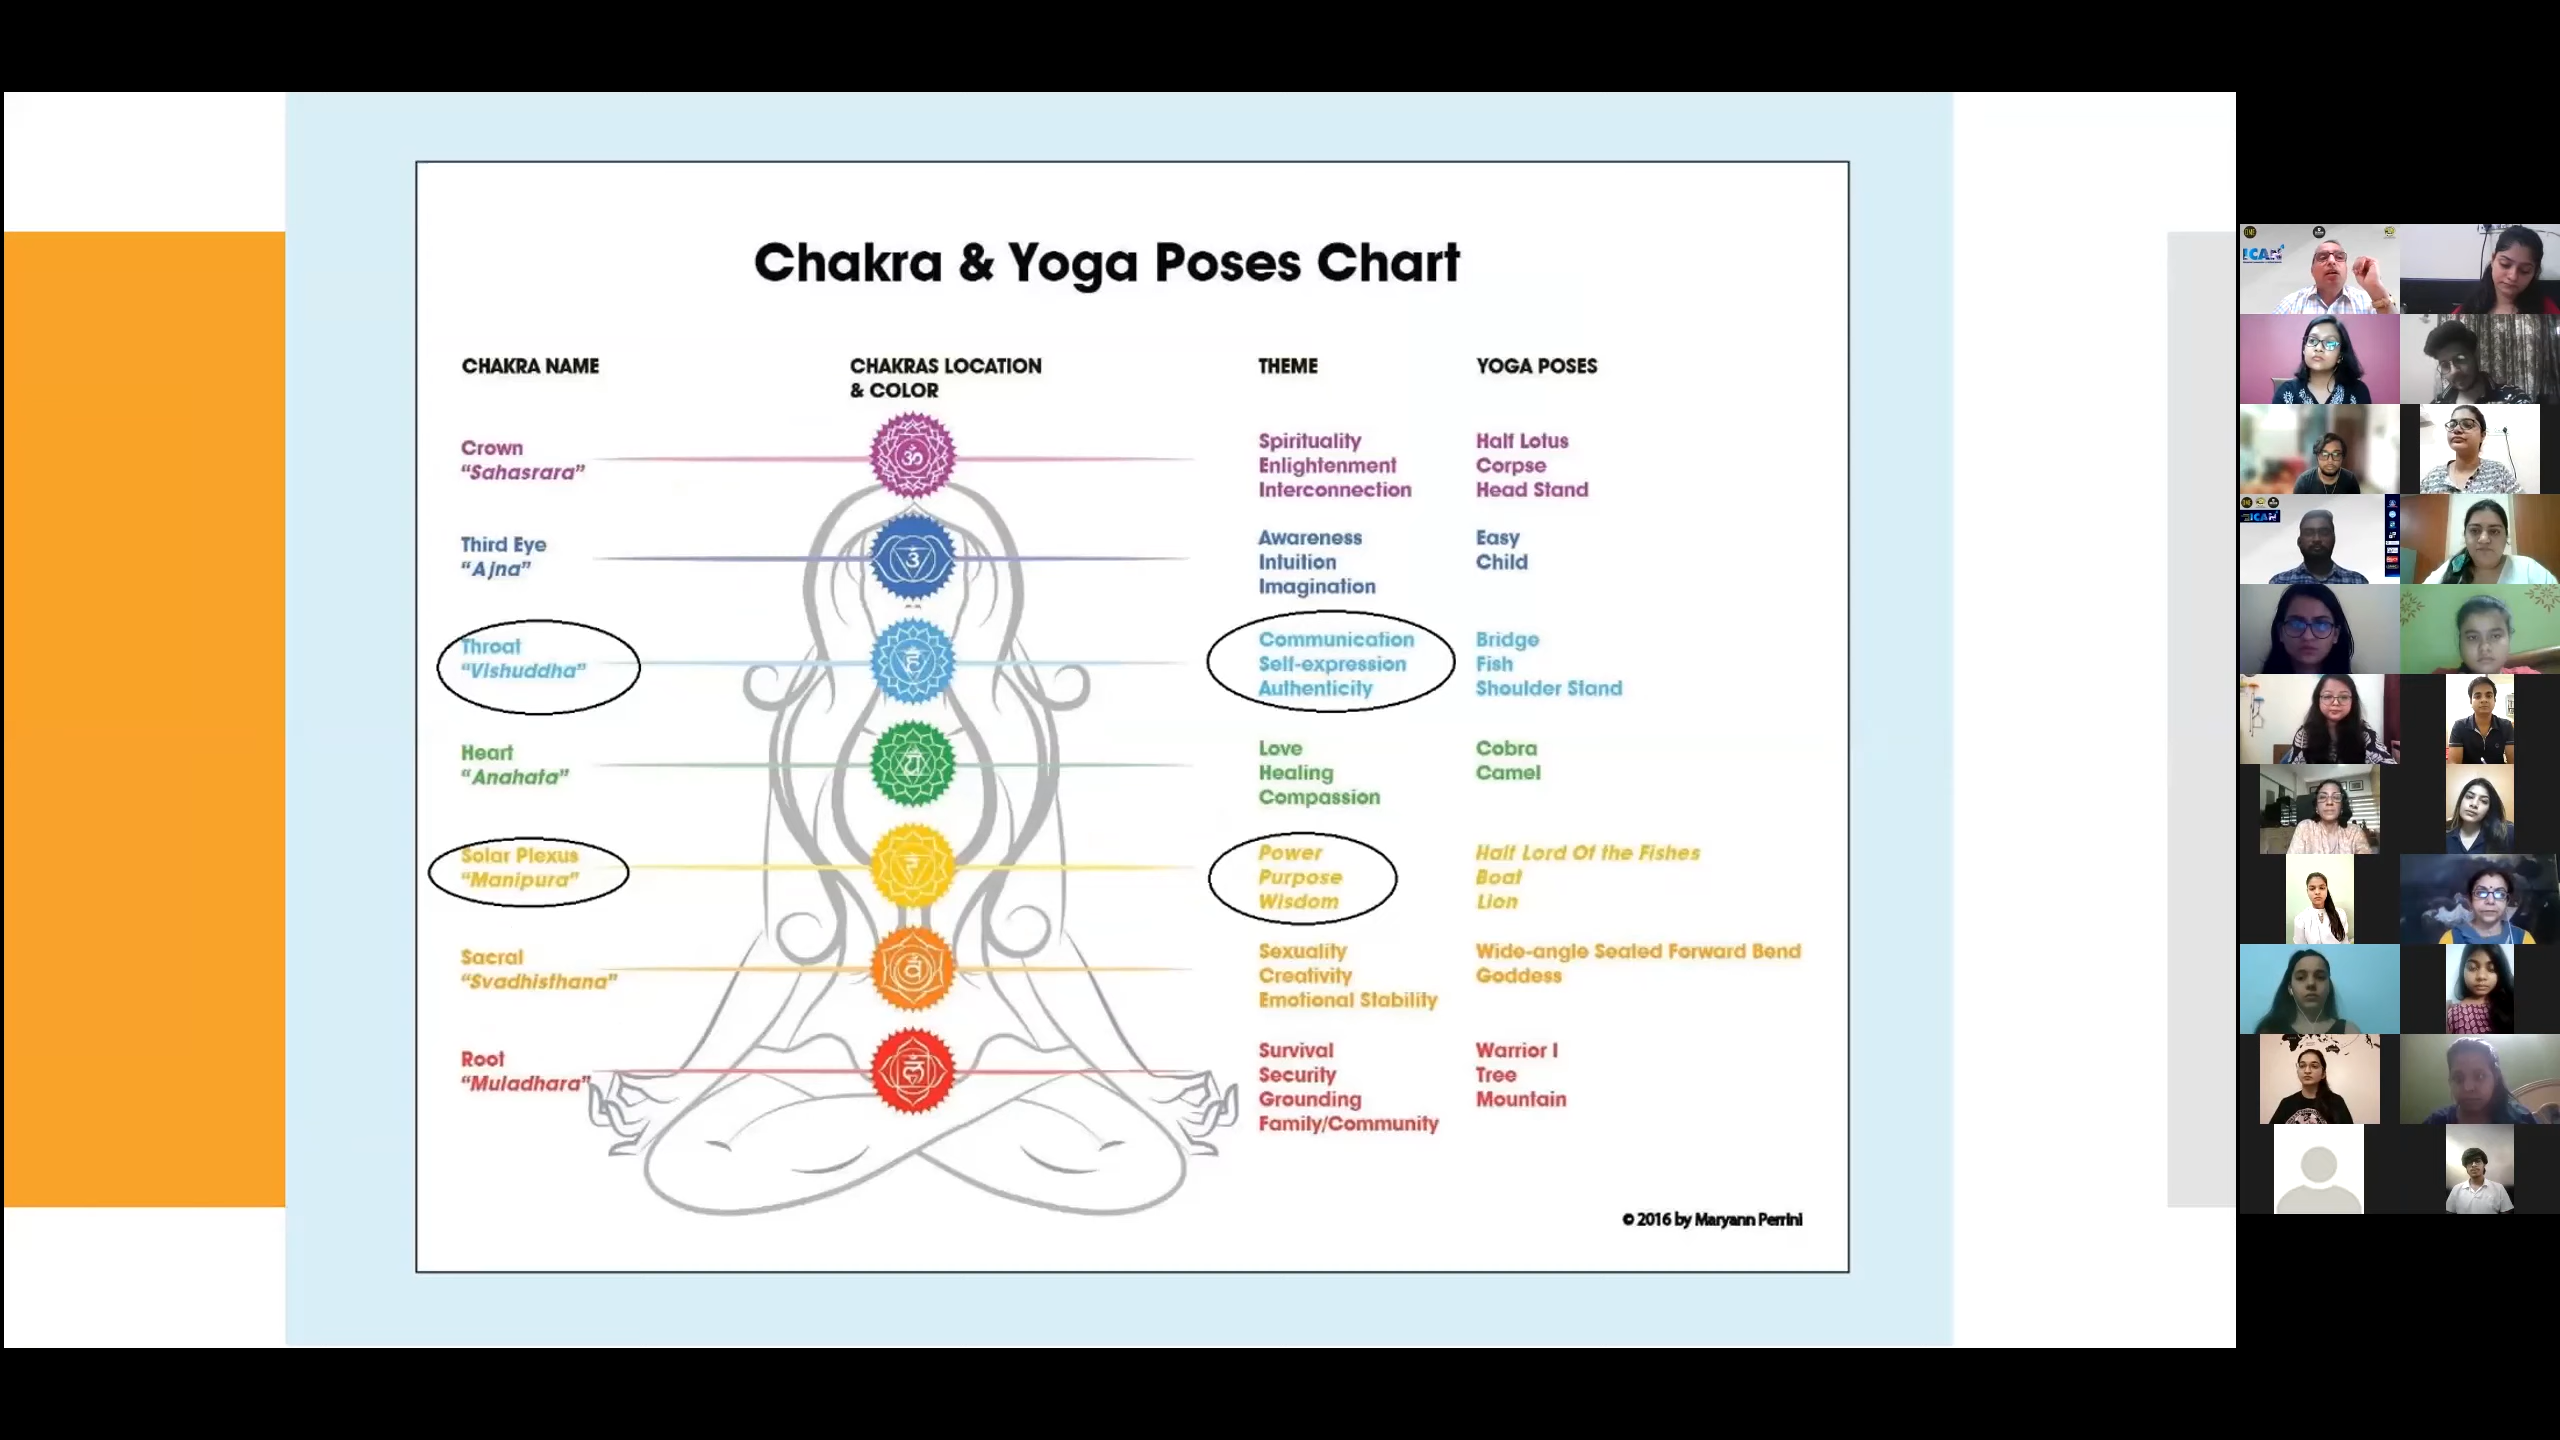 Chakra & Yoga Poses Chart
CHAKRA NAME
CHAKRAS LOCATION
& COLOR
THEME
YOGA POSES
Crown
“Sahasrara”
ॐ
Spirituality
Enlightenment
Interconnection
Half Lotus
Corpse
Head Stand
Third Eye
“Ajna”
Awareness
Intuition
Imagination
Easy
Child
Throat
“Vishuddha”
हं
Communication
Self-expression
Authenticity
Bridge
Fish
Shoulder Stand
Heart
“Anahata”
यं
Love
Healing
Compassion
Cobra
Camel
Solar Plexus
“Manipura”
रं
Power
Purpose
Wisdom
Half Lord Of the Fishes
Boat
Lion
Sacral
“Svadhisthana”
वं
Sexuality
Creativity
Emotional Stability
Wide-angle Seated Forward Bend
Goddess
Root
“Muladhara”
लं
Survival
Security
Grounding
Family/Community
Warrior I
Tree
Mountain
© 2016 by Maryann Perrini